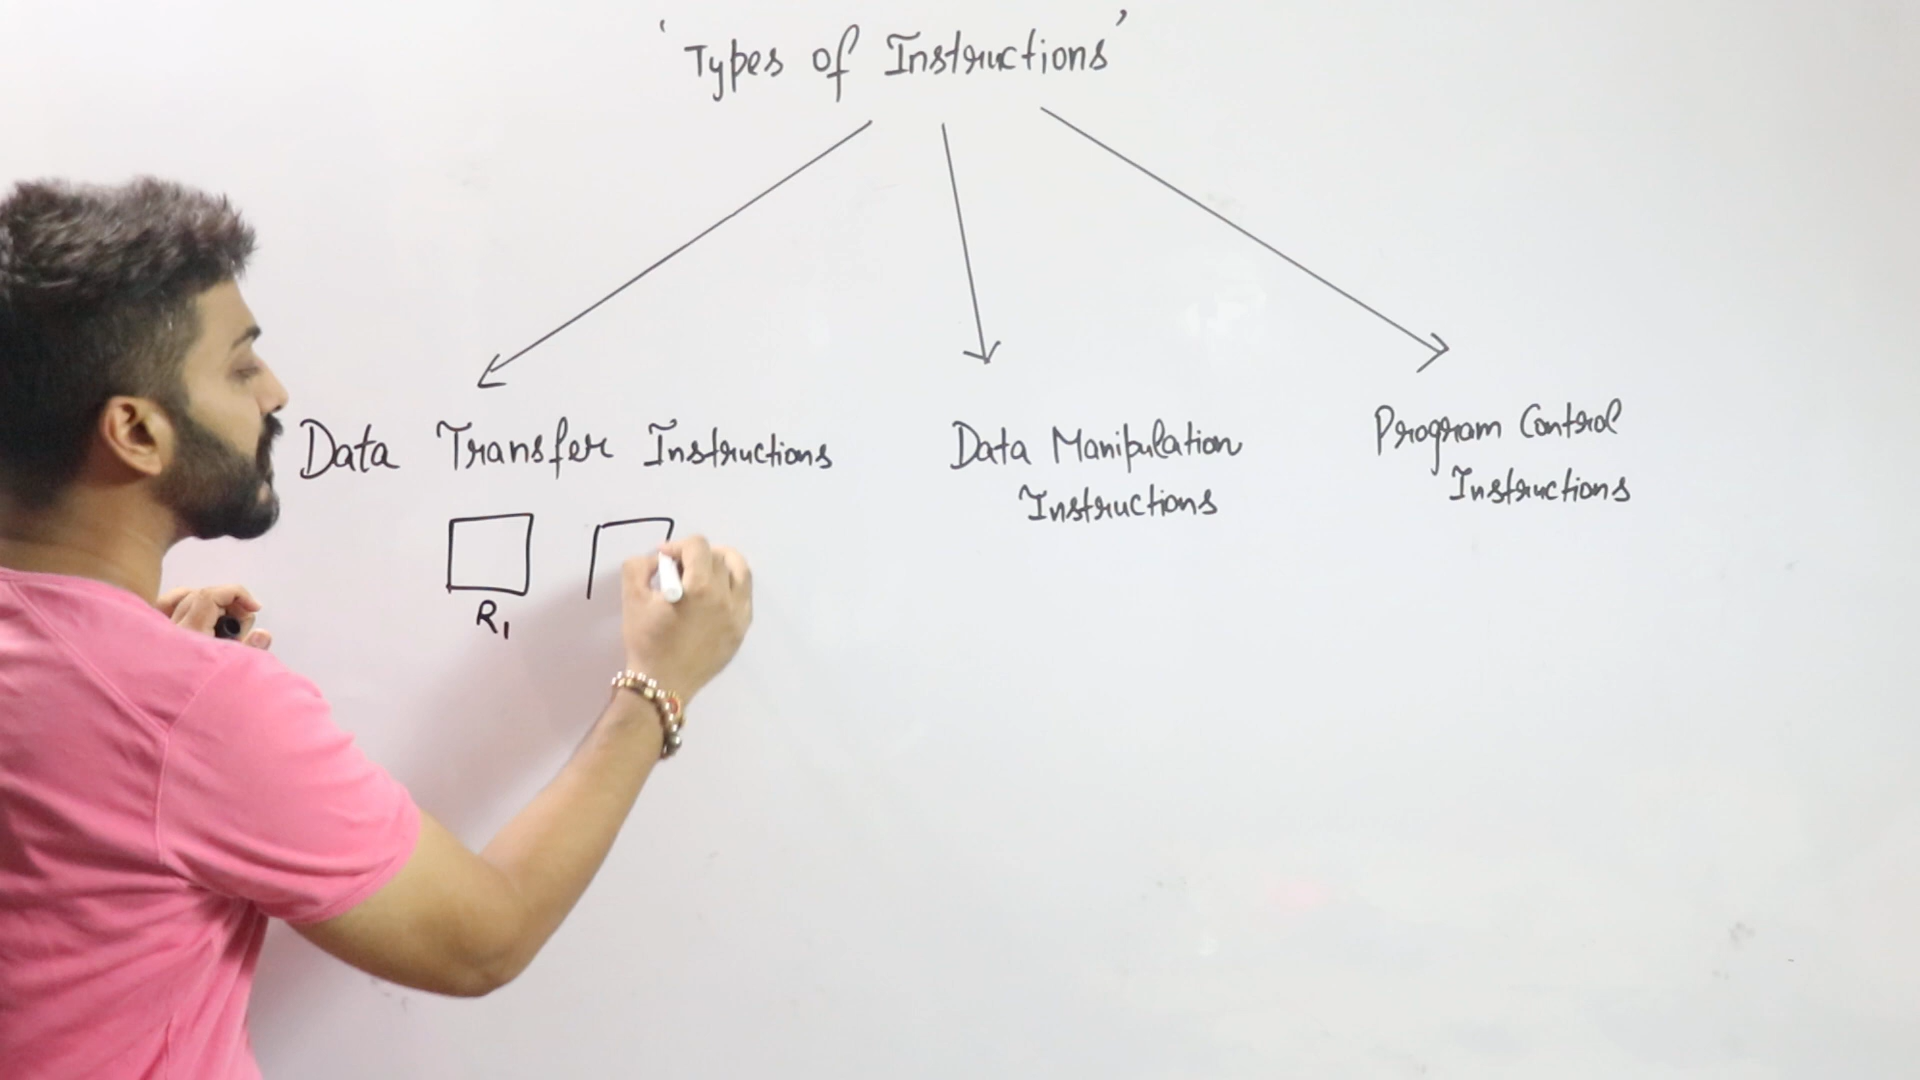 'Types of Instructions'
Data Transfer Instructions
Data Manipulation
Instructions
Program Control
Instructions
R1